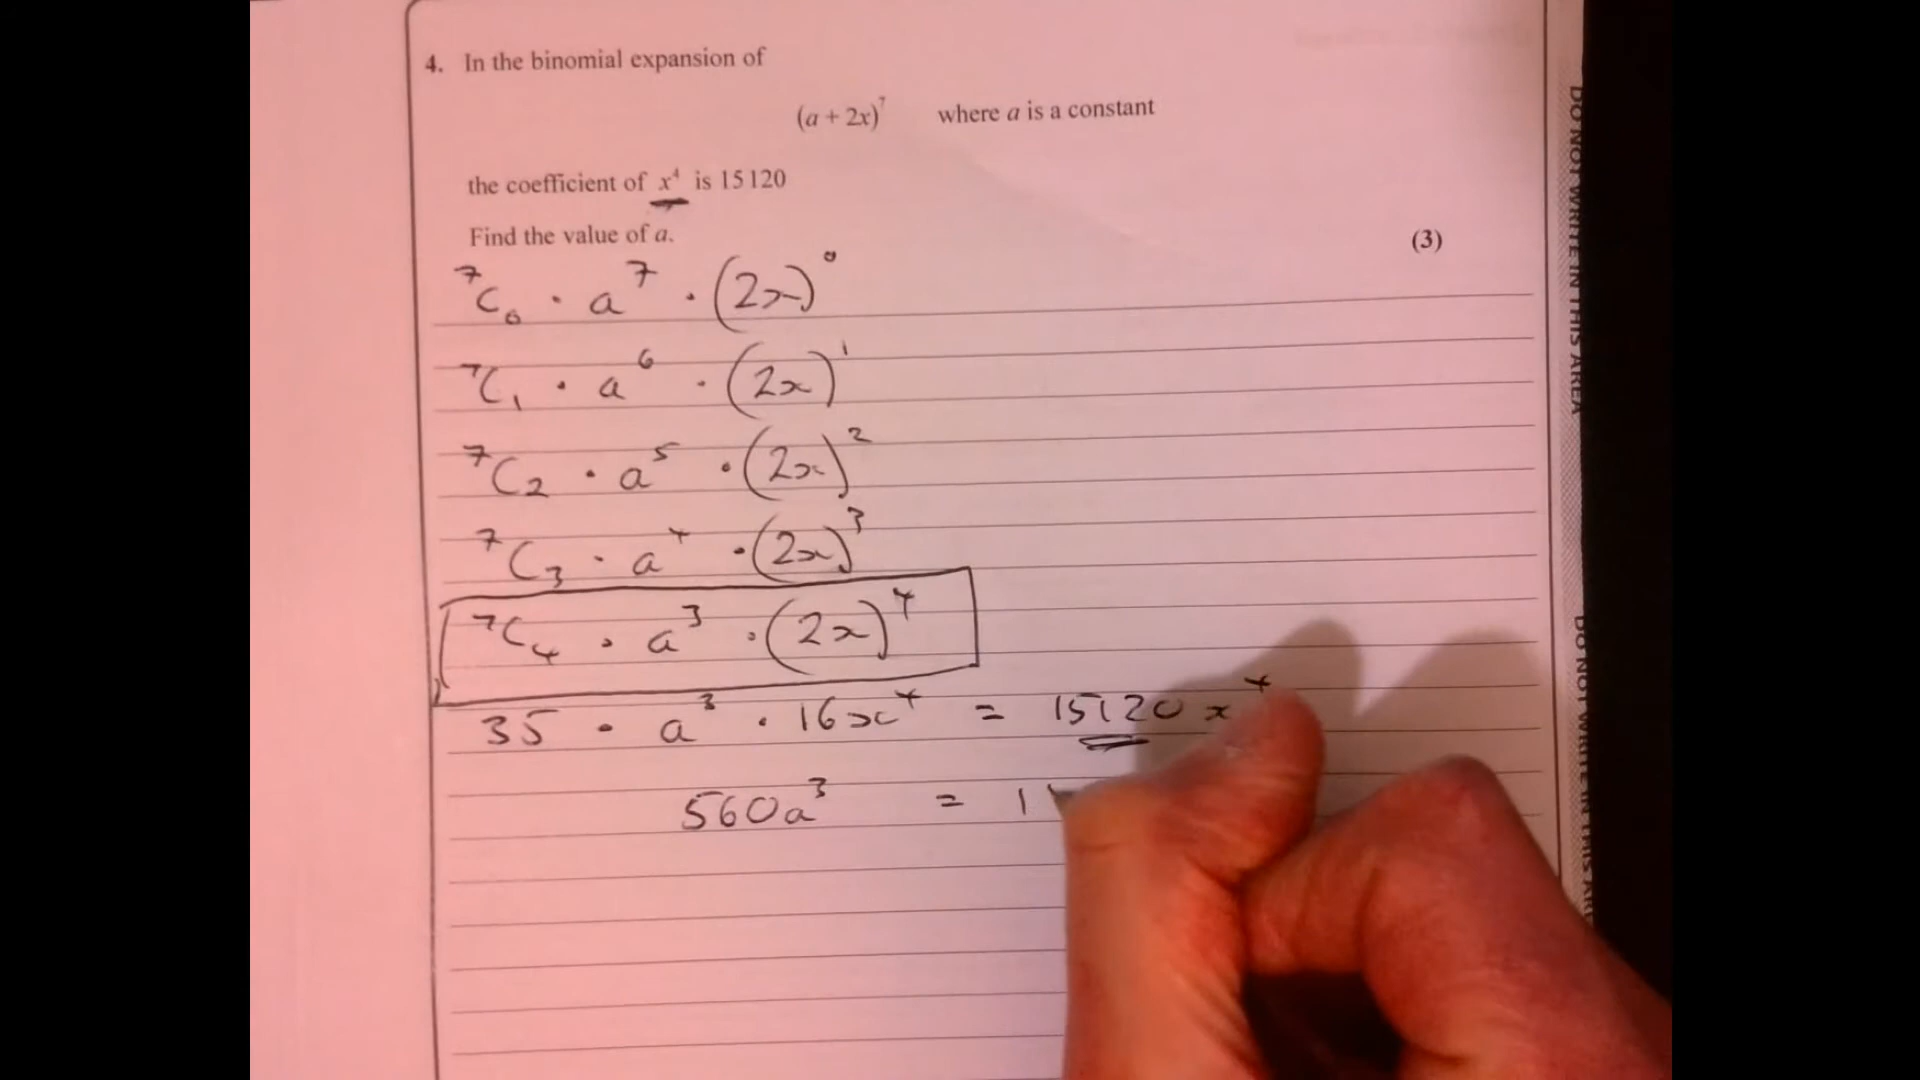 4. In the binomial expansion of
(a + 2x)⁷ where a is a constant
the coefficient of x⁴ is 15120
Find the value of a.
(3)
⁷C₀ · a⁷ · (2x)⁰
⁷C₁ · a⁶ · (2x)¹
⁷C₂ · a⁵ · (2x)²
⁷C₃ · a⁴ · (2x)³
⁷C₄ · a³ · (2x)⁴
35 · a³ · 16x⁴ = 15120x⁴
560a³ = 1
DO NOT WRITE IN THIS AREA
DO NOT WRITE IN THIS AR